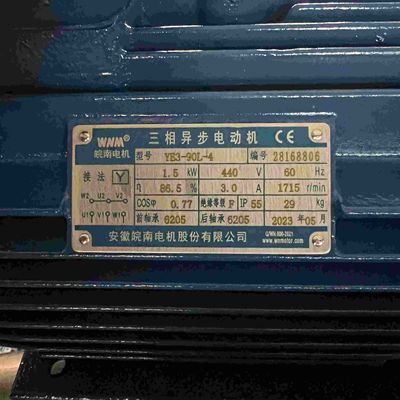 WNM 三相异步电动机 CE
皖南电机 型号 YE3-90L-4 编号 28168806
接法 Y 1.5 kW 440 V 60 Hz
η 86.5 % 3.0 A 1715 r/min
W2 U2 V2
COSΦ 0.77 绝缘等级 F IP 55 29 kg
U1 V1 W1
前轴承 6205 后轴承 6205 2023 年 05 月
安徽皖南电机股份有限公司
www.wnmotor.com